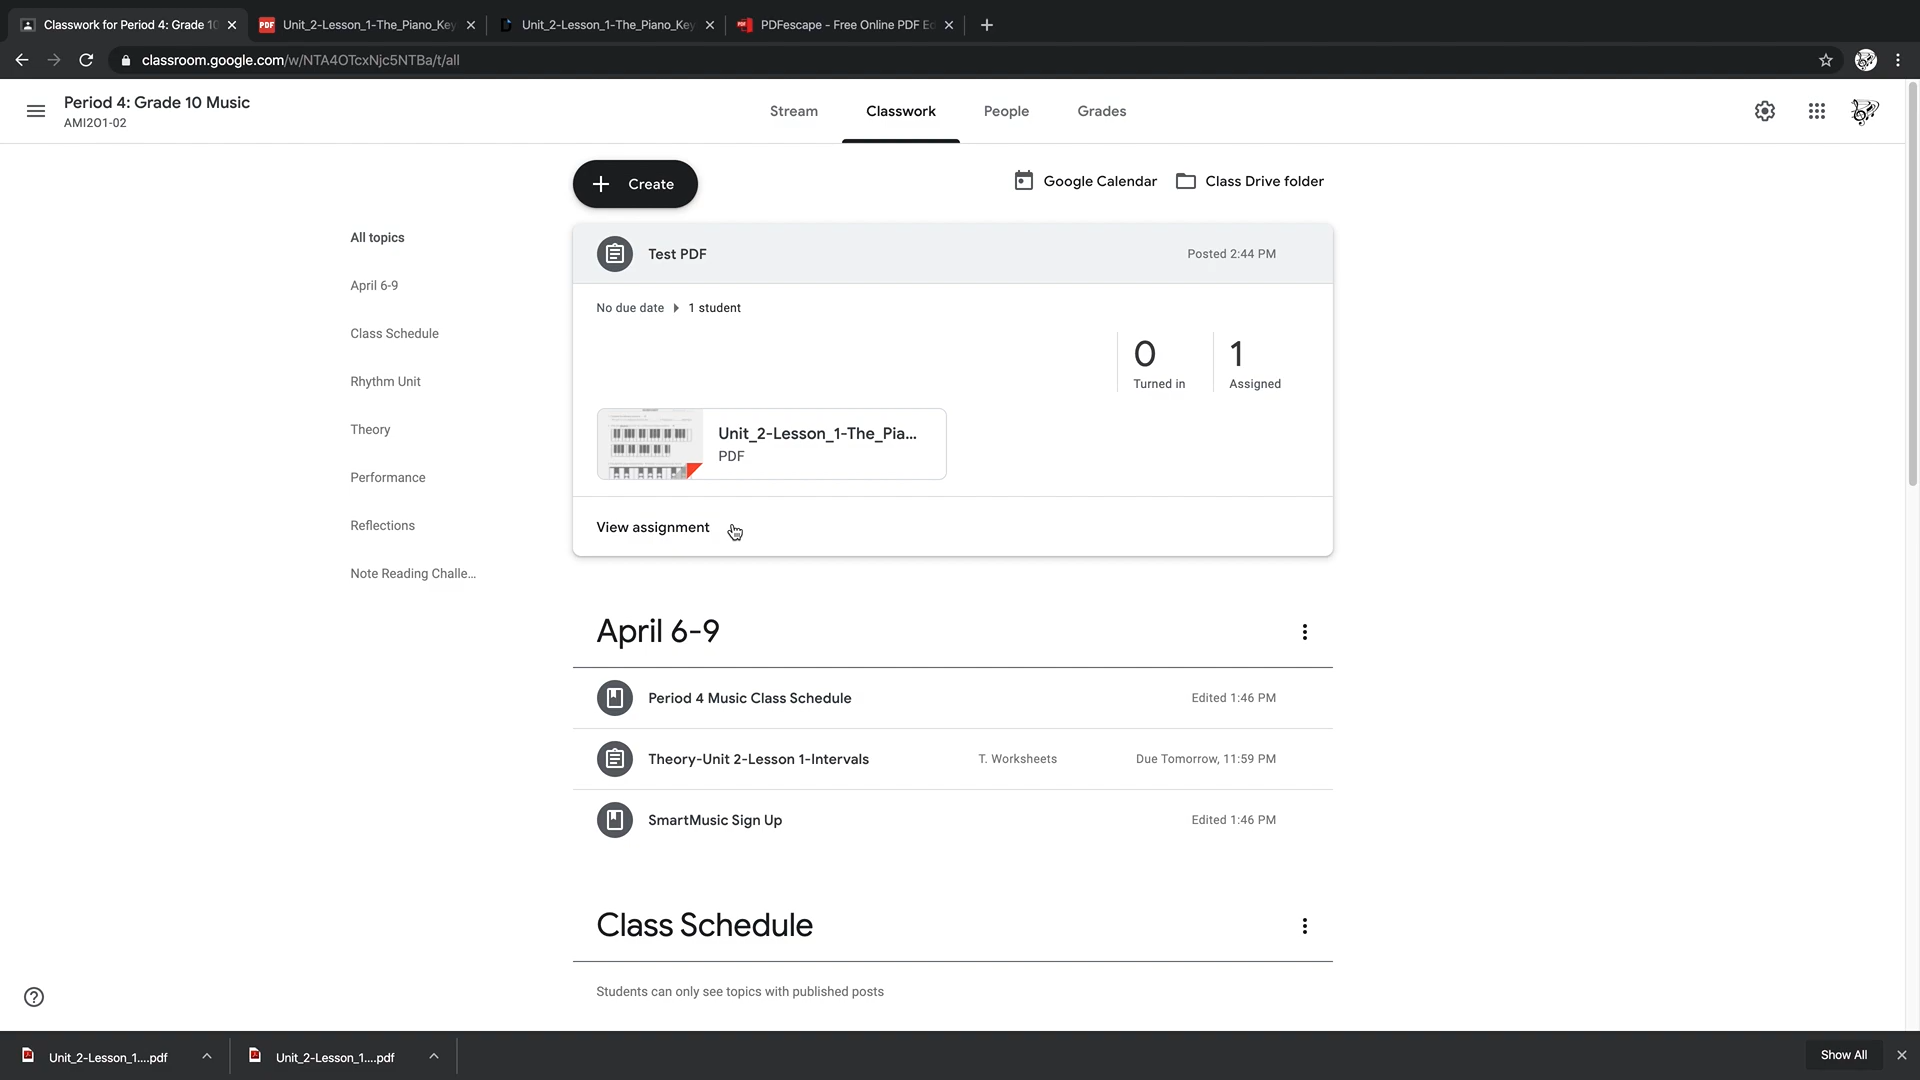 Classwork for Period 4: Grade 10
Unit_2-Lesson_1-The_Piano_Key
Unit_2-Lesson_1-The_Piano_Key
PDFescape - Free Online PDF Ed
classroom.google.com/w/NTA4OTcxNjc5NTBa/t/all
Period 4: Grade 10 Music
AMI2O1-02
Stream
Classwork
People
Grades
Create
Google Calendar
Class Drive folder
All topics
April 6-9
Class Schedule
Rhythm Unit
Theory
Performance
Reflections
Note Reading Challe...
Test PDF
Posted 2:44 PM
No due date
1 student
0
Turned in
1
Assigned
Unit_2-Lesson_1-The_Pia...
PDF
View assignment
April 6-9
Period 4 Music Class Schedule
Edited 1:46 PM
Theory-Unit 2-Lesson 1-Intervals
T. Worksheets
Due Tomorrow, 11:59 PM
SmartMusic Sign Up
Edited 1:46 PM
Class Schedule
Students can only see topics with published posts
Unit_2-Lesson_1....pdf
Unit_2-Lesson_1....pdf
Show All